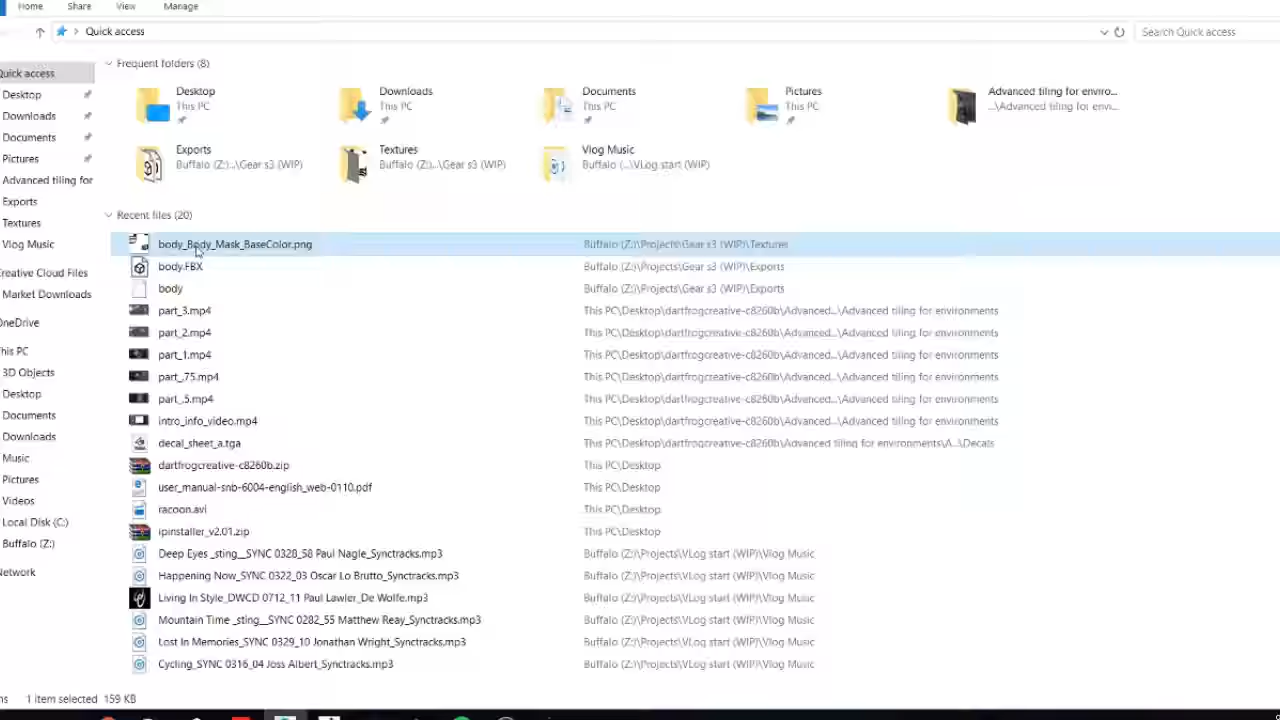 Home Share View Manage
Quick access Search Quick access
Frequent folders (8)
Quick access
Desktop
Downloads
Documents
Pictures
Advanced tiling for
Exports
Textures
Vlog Music
Creative Cloud Files
Market Downloads
OneDrive
This PC
3D Objects
Desktop
Documents
Downloads
Music
Pictures
Videos
Local Disk (C:)
Buffalo (Z:)
Network
Desktop
This PC
Downloads
This PC
Documents
This PC
Pictures
This PC
Advanced tiling for enviro...
...\Advanced tiling for envi...
Exports
Buffalo (Z:)...\Gear s3 (WIP)
Textures
Buffalo (Z:)...\Gear s3 (WIP)
Vlog Music
Buffalo (...\VLog start (WIP)
Recent files (20)
body_Body_Mask_BaseColor.png Buffalo (Z:)\Projects\Gear s3 (WIP)\Textures
body.FBX Buffalo (Z:)\Projects\Gear s3 (WIP)\Exports
body Buffalo (Z:)\Projects\Gear s3 (WIP)\Exports
part_3.mp4 This PC\Desktop\dartfrogcreative-c8260b\Advanced...\Advanced tiling for environments
part_2.mp4 This PC\Desktop\dartfrogcreative-c8260b\Advanced...\Advanced tiling for environments
part_1.mp4 This PC\Desktop\dartfrogcreative-c8260b\Advanced...\Advanced tiling for environments
part_.75.mp4 This PC\Desktop\dartfrogcreative-c8260b\Advanced...\Advanced tiling for environments
part_.5.mp4 This PC\Desktop\dartfrogcreative-c8260b\Advanced...\Advanced tiling for environments
intro_info_video.mp4 This PC\Desktop\dartfrogcreative-c8260b\Advanced...\Advanced tiling for environments
decal_sheet_a.tga This PC\Desktop\dartfrogcreative-c8260b\Advanced tiling for environments\A...\Decals
dartfrogcreative-c8260b.zip This PC\Desktop
user_manual-snb-6004-english_web-0110.pdf This PC\Desktop
racoon.avi This PC\Desktop
ipinstaller_v2.01.zip This PC\Desktop
Deep Eyes _sting__SYNC 0328_58 Paul Nagle_Synctracks.mp3 Buffalo (Z:)\Projects\VLog start (WIP)\Vlog Music
Happening Now_SYNC 0322_03 Oscar Lo Brutto_Synctracks.mp3 Buffalo (Z:)\Projects\VLog start (WIP)\Vlog Music
Living In Style_DWCD 0712_11 Paul Lawler_De Wolfe.mp3 Buffalo (Z:)\Projects\VLog start (WIP)\Vlog Music
Mountain Time _sting__SYNC 0282_55 Matthew Reay_Synctracks.mp3 Buffalo (Z:)\Projects\VLog start (WIP)\Vlog Music
Lost In Memories_SYNC 0329_10 Jonathan Wright_Synctracks.mp3 Buffalo (Z:)\Projects\VLog start (WIP)\Vlog Music
Cycling_SYNC 0316_04 Joss Albert_Synctracks.mp3 Buffalo (Z:)\Projects\VLog start (WIP)\Vlog Music
1 item selected 159 KB